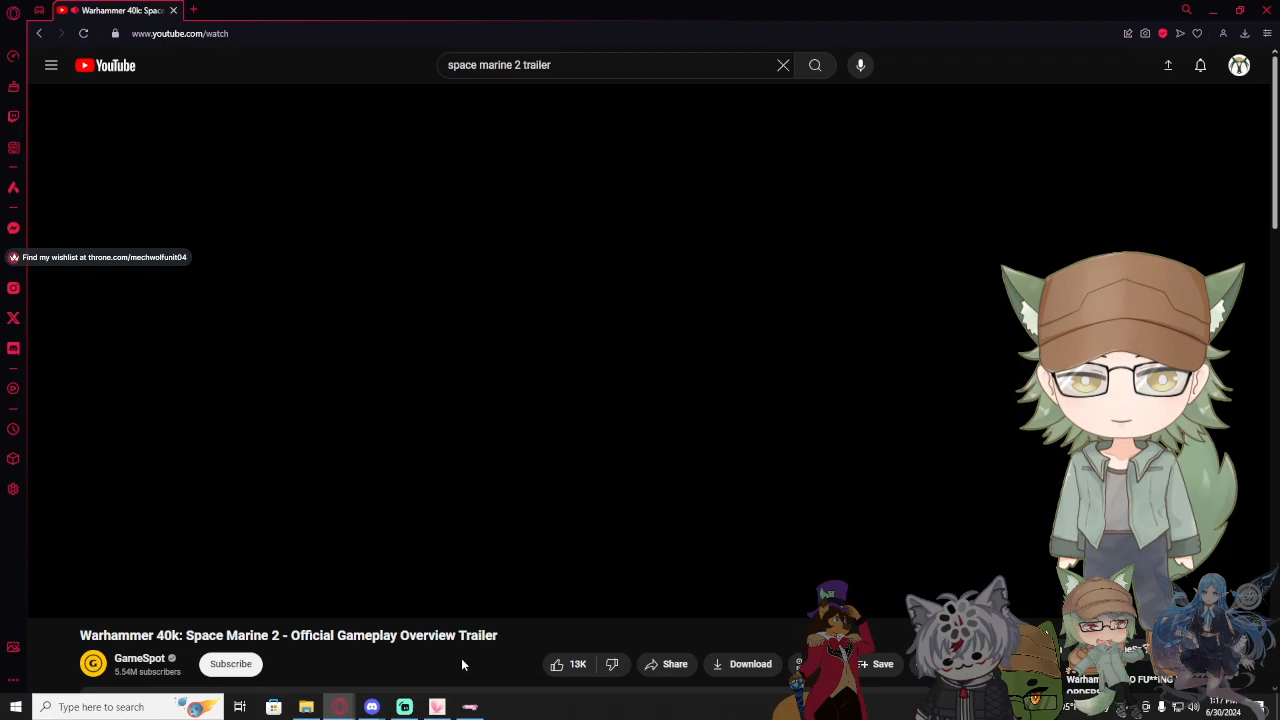 Warhammer 40k: Space
www.youtube.com/watch
YouTube
space marine 2 trailer
Find my wishlist at throne.com/mechwolfunit04
Warhammer 40k: Space Marine 2 - Official Gameplay Overview Trailer
G
GameSpot
5.54M subscribers
Subscribe
13K
Share
Download
Save
ORDER
Type here to search
1:17 PM
6/30/2024